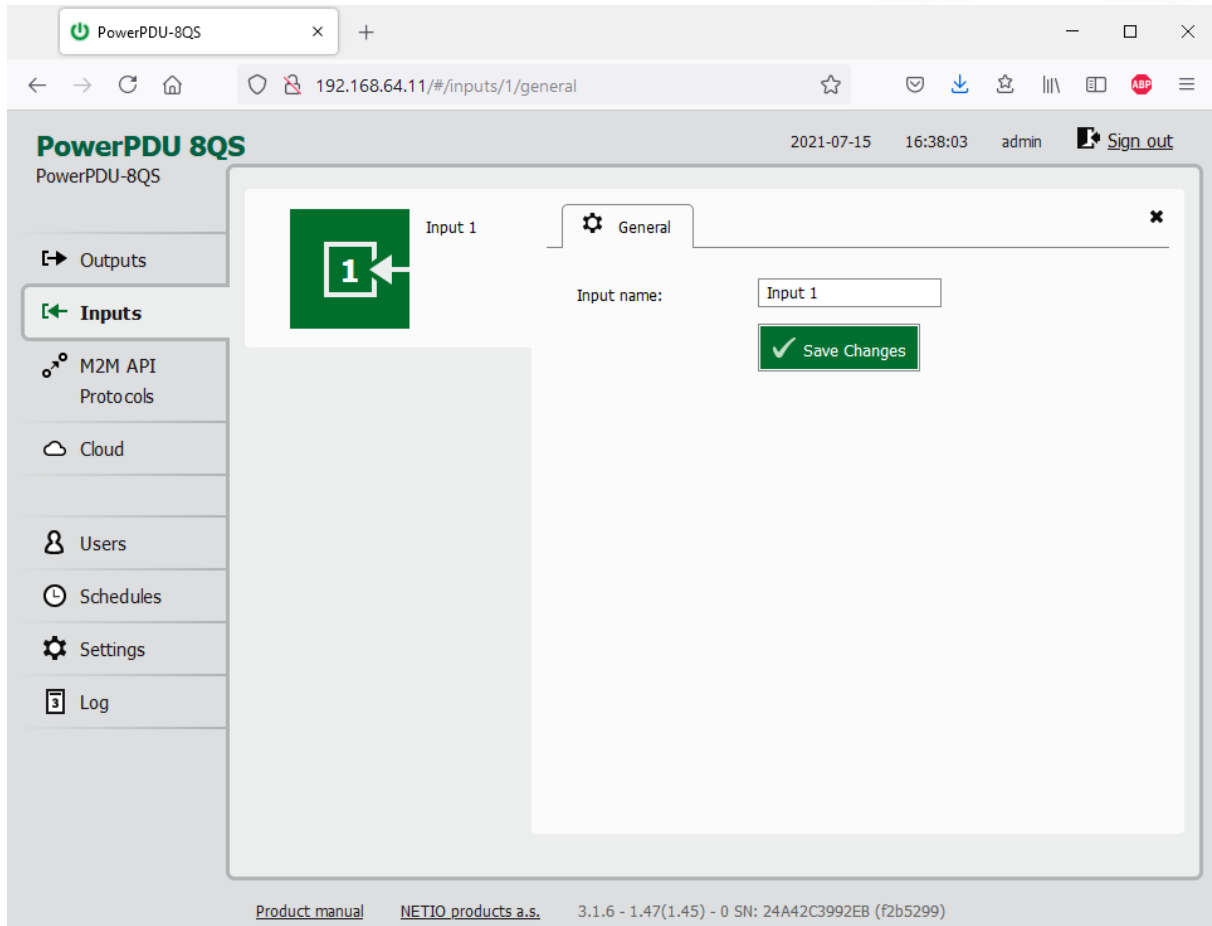 PowerPDU-8QS
192.168.64.11/#/inputs/1/general
ABP
PowerPDU 8QS
2021-07-15 16:38:03 admin Sign out
PowerPDU-8QS
Outputs
Inputs
M2M API
Protocols
Cloud
Users
Schedules
Settings
3 Log
1
Input 1
General
Input name: Input 1
Save Changes
Product manual NETIO products a.s. 3.1.6 - 1.47(1.45) - 0 SN: 24A42C3992EB (f2b5299)